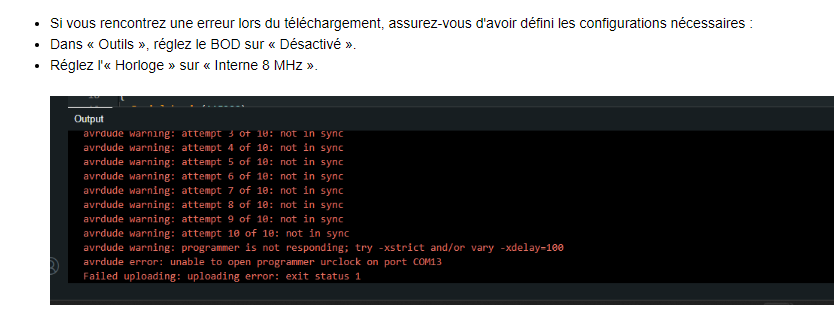 Si vous rencontrez une erreur lors du téléchargement, assurez-vous d'avoir défini les configurations nécessaires :
Dans « Outils », réglez le BOD sur « Désactivé ».
Réglez l'« Horloge » sur « Interne 8 MHz ».
Output
avrdude warning: attempt 3 of 10: not in sync
avrdude warning: attempt 4 of 10: not in sync
avrdude warning: attempt 5 of 10: not in sync
avrdude warning: attempt 6 of 10: not in sync
avrdude warning: attempt 7 of 10: not in sync
avrdude warning: attempt 8 of 10: not in sync
avrdude warning: attempt 9 of 10: not in sync
avrdude warning: attempt 10 of 10: not in sync
avrdude warning: programmer is not responding; try -xstrict and/or vary -xdelay=100
avrdude error: unable to open programmer urclock on port COM13
Failed uploading: uploading error: exit status 1